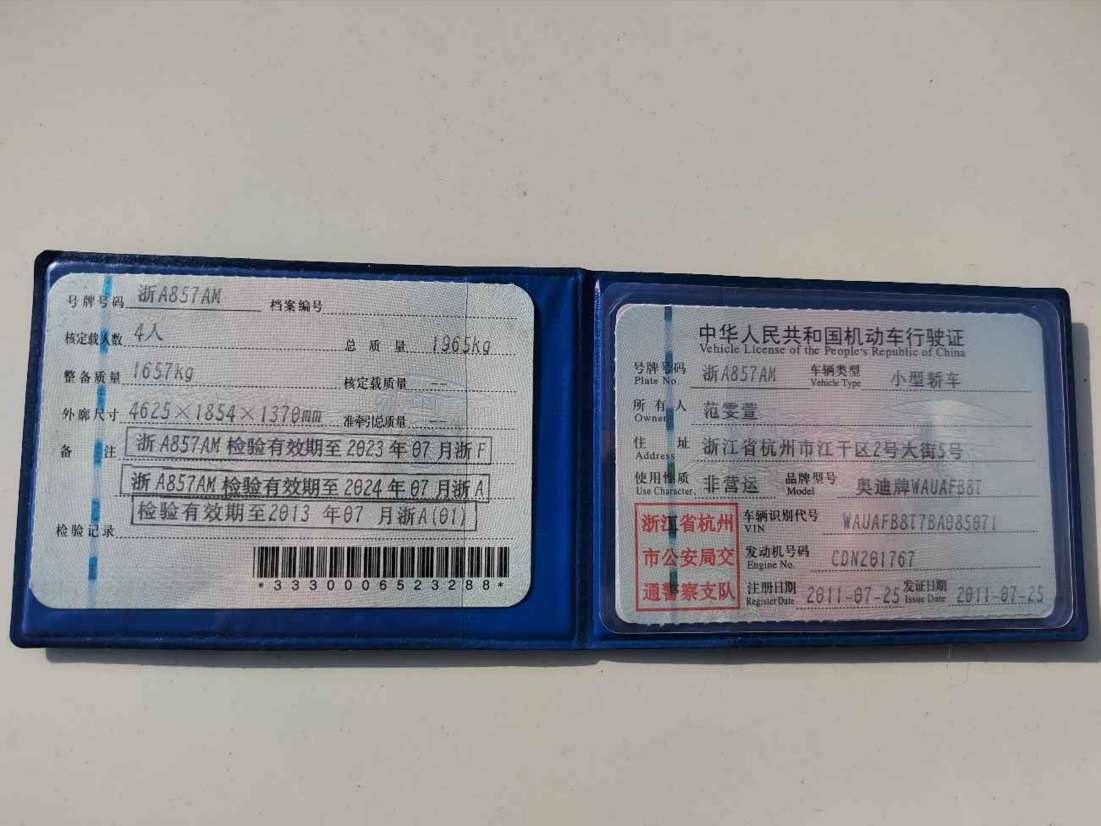 号牌号码 浙A857AM 档案编号
核定载人数 4人 总质量 1965kg
整备质量 1657kg 核定载质量 --
外廓尺寸 4625×1854×1370mm 准牵引总质量 --
备注 浙A857AM 检验有效期至 2023 年 07 月浙F
浙A857AM 检验有效期至 2024 年 07 月浙A
检验有效期至2013 年07 月浙A(01)
检验记录
*3330006523288*
中华人民共和国机动车行驶证
Vehicle License of the People's Republic of China
号牌号码 浙A857AM 车辆类型 小型轿车
Plate No. Vehicle Type
所有人 范雯萱
Owner
住址 浙江省杭州市江干区2号大街5号
Address
使用性质 非营运 品牌型号 奥迪牌WAUAFB8T
Use Character Model
浙江省杭州
市公安局交
通警察支队
车辆识别代号 WAUAFB8T7BA085071
VIN
发动机号码 CDN201767
Engine No.
注册日期 2011-07-25 发证日期 2011-07-25
Register Date Issue Date